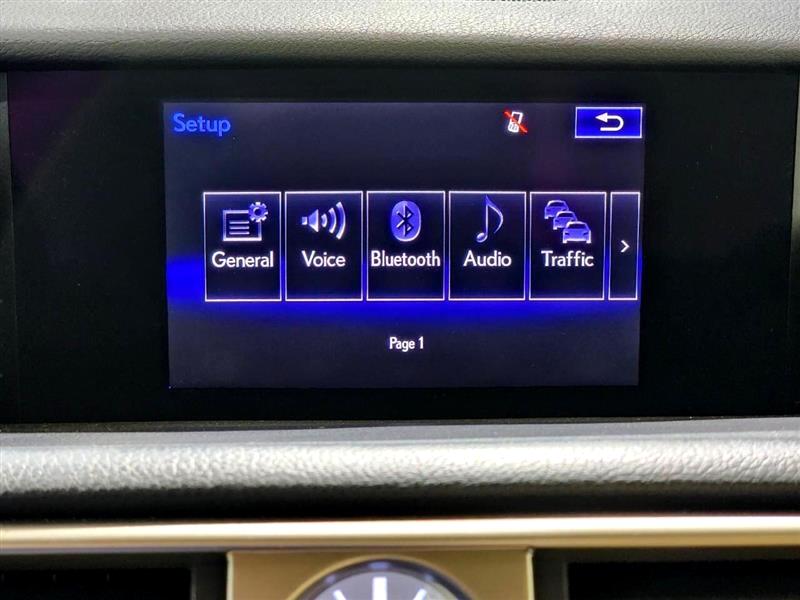 Setup
General Voice Bluetooth Audio Traffic >
Page 1